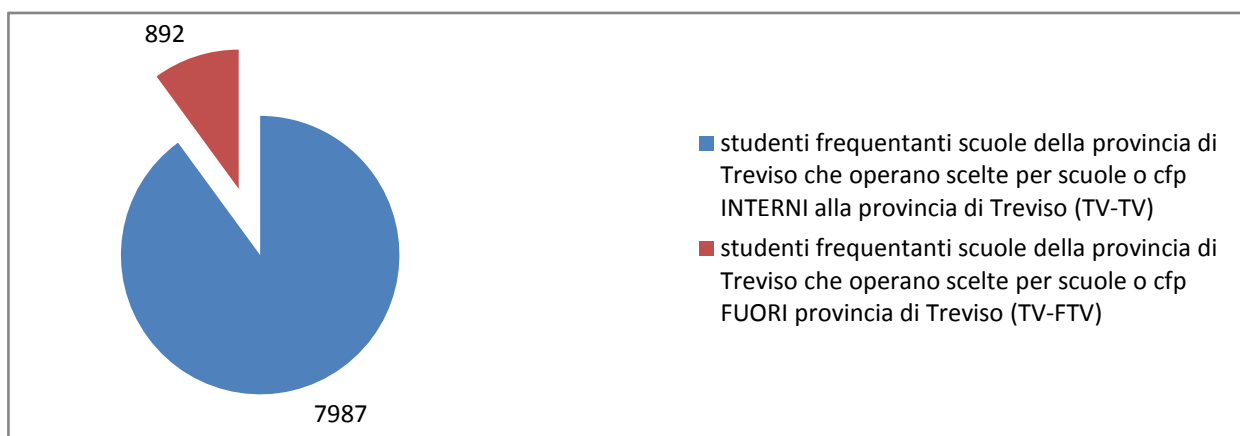 892
7987
studenti frequentanti scuole della provincia di
Treviso che operano scelte per scuole o cfp
INTERNI alla provincia di Treviso (TV-TV)
studenti frequentanti scuole della provincia di
Treviso che operano scelte per scuole o cfp
FUORI provincia di Treviso (TV-FTV)